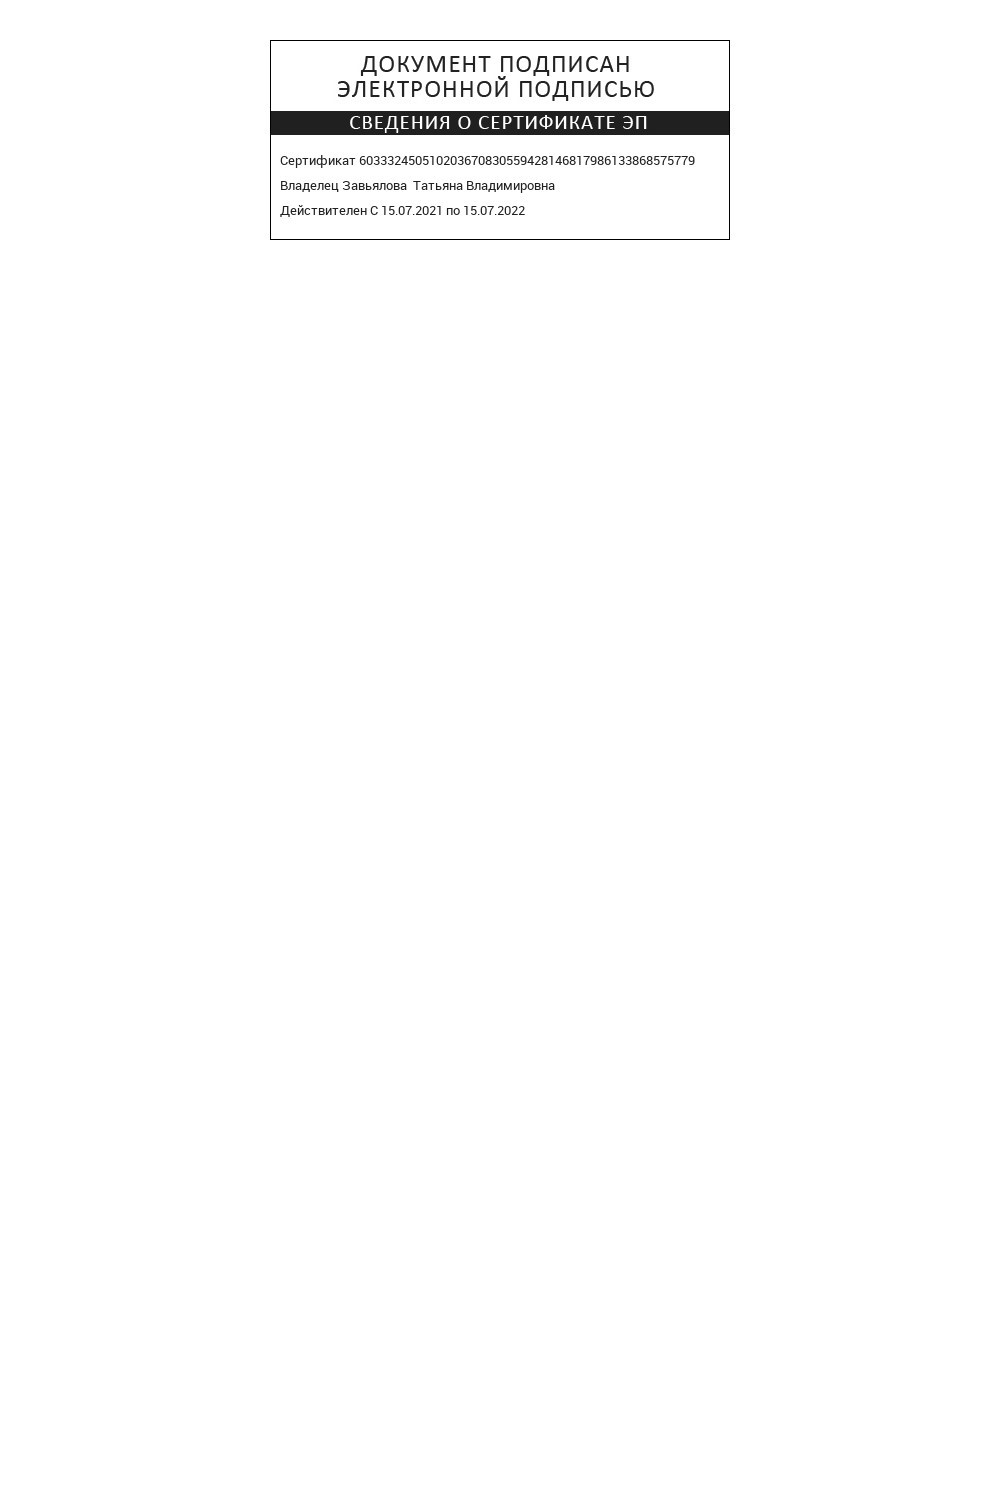 ДОКУМЕНТ ПОДПИСАН
ЭЛЕКТРОННОЙ ПОДПИСЬЮ
СВЕДЕНИЯ О СЕРТИФИКАТЕ ЭП
Сертификат 603332450510203670830559428146817986133868575779
Владелец Завьялова Татьяна Владимировна
Действителен С 15.07.2021 по 15.07.2022